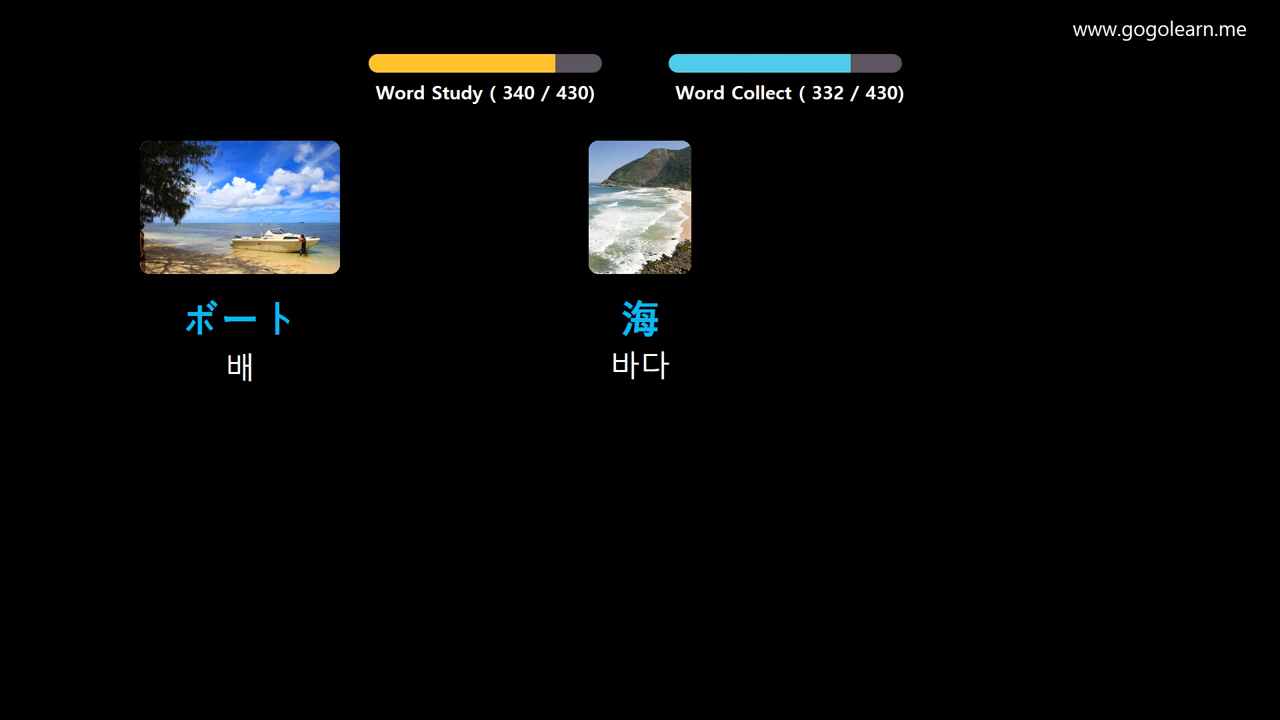 www.gogolearn.me
Word Study ( 340 / 430)
Word Collect ( 332 / 430)
ボート
배
海
바다